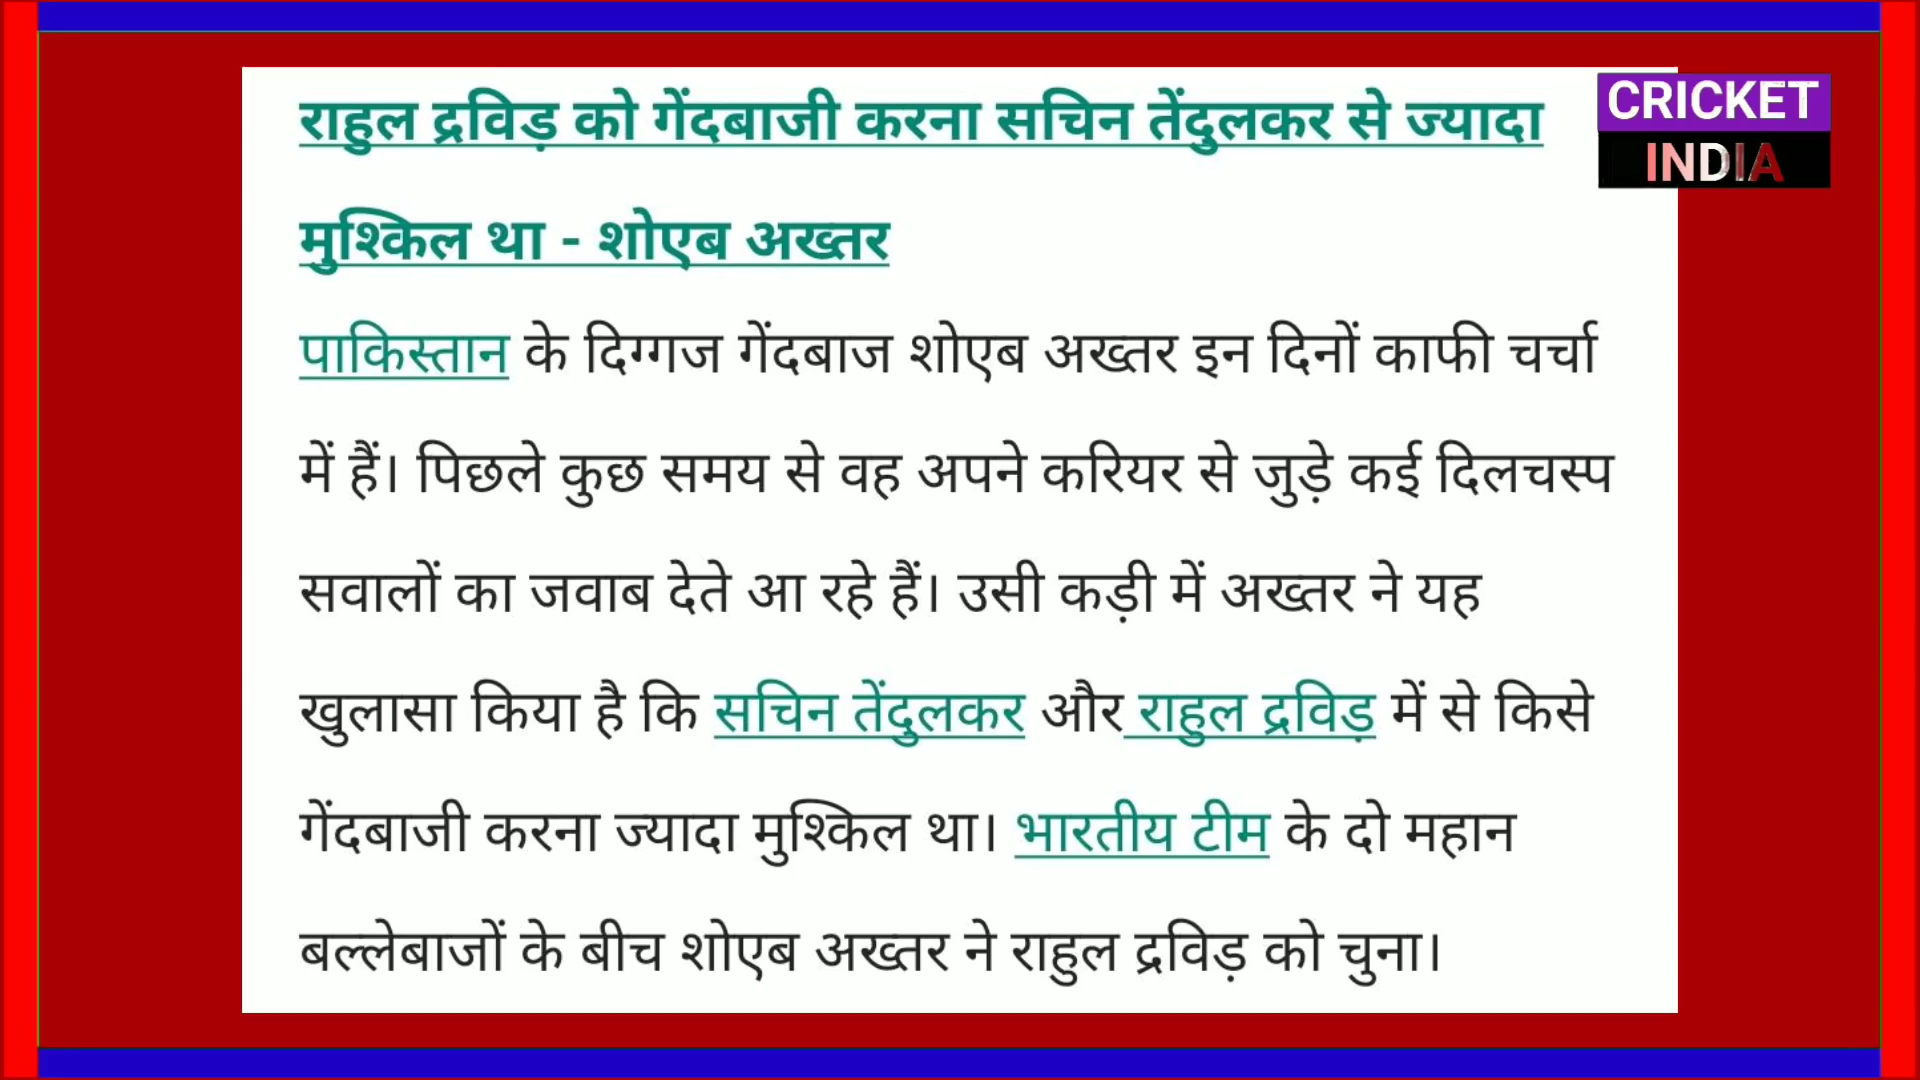 राहुल द्रविड़ को गेंदबाजी करना सचिन तेंदुलकर से ज्यादा
मुश्किल था - शोएब अख्तर
पाकिस्तान के दिग्गज गेंदबाज शोएब अख्तर इन दिनों काफी चर्चा
में हैं। पिछले कुछ समय से वह अपने करियर से जुड़े कई दिलचस्प
सवालों का जवाब देते आ रहे हैं। उसी कड़ी में अख्तर ने यह
खुलासा किया है कि सचिन तेंदुलकर और राहुल द्रविड़ में से किसे
गेंदबाजी करना ज्यादा मुश्किल था। भारतीय टीम के दो महान
बल्लेबाजों के बीच शोएब अख्तर ने राहुल द्रविड़ को चुना।
CRICKET
INDIA